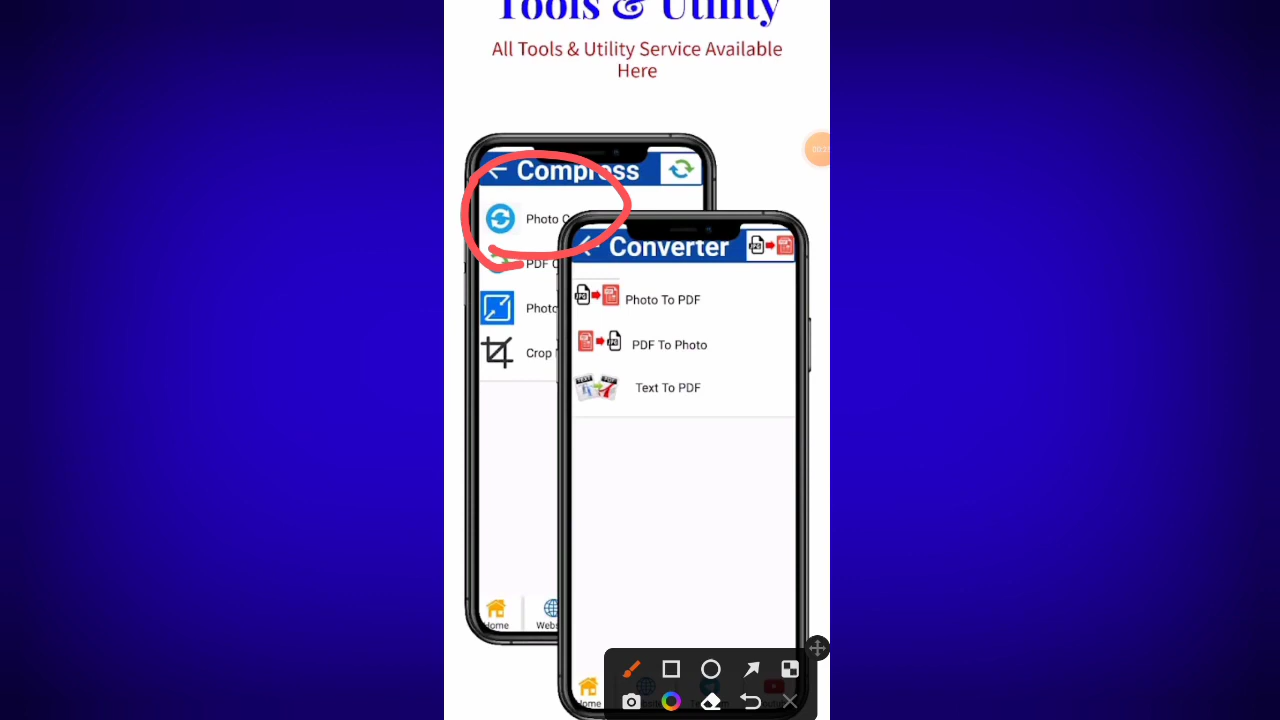 Tools & Utility
All Tools & Utility Service Available
Here
Compress
Photo C
PDF C
Photo
Crop
Home
Webs
Converter
Photo To PDF
PDF To Photo
Text To PDF
Home